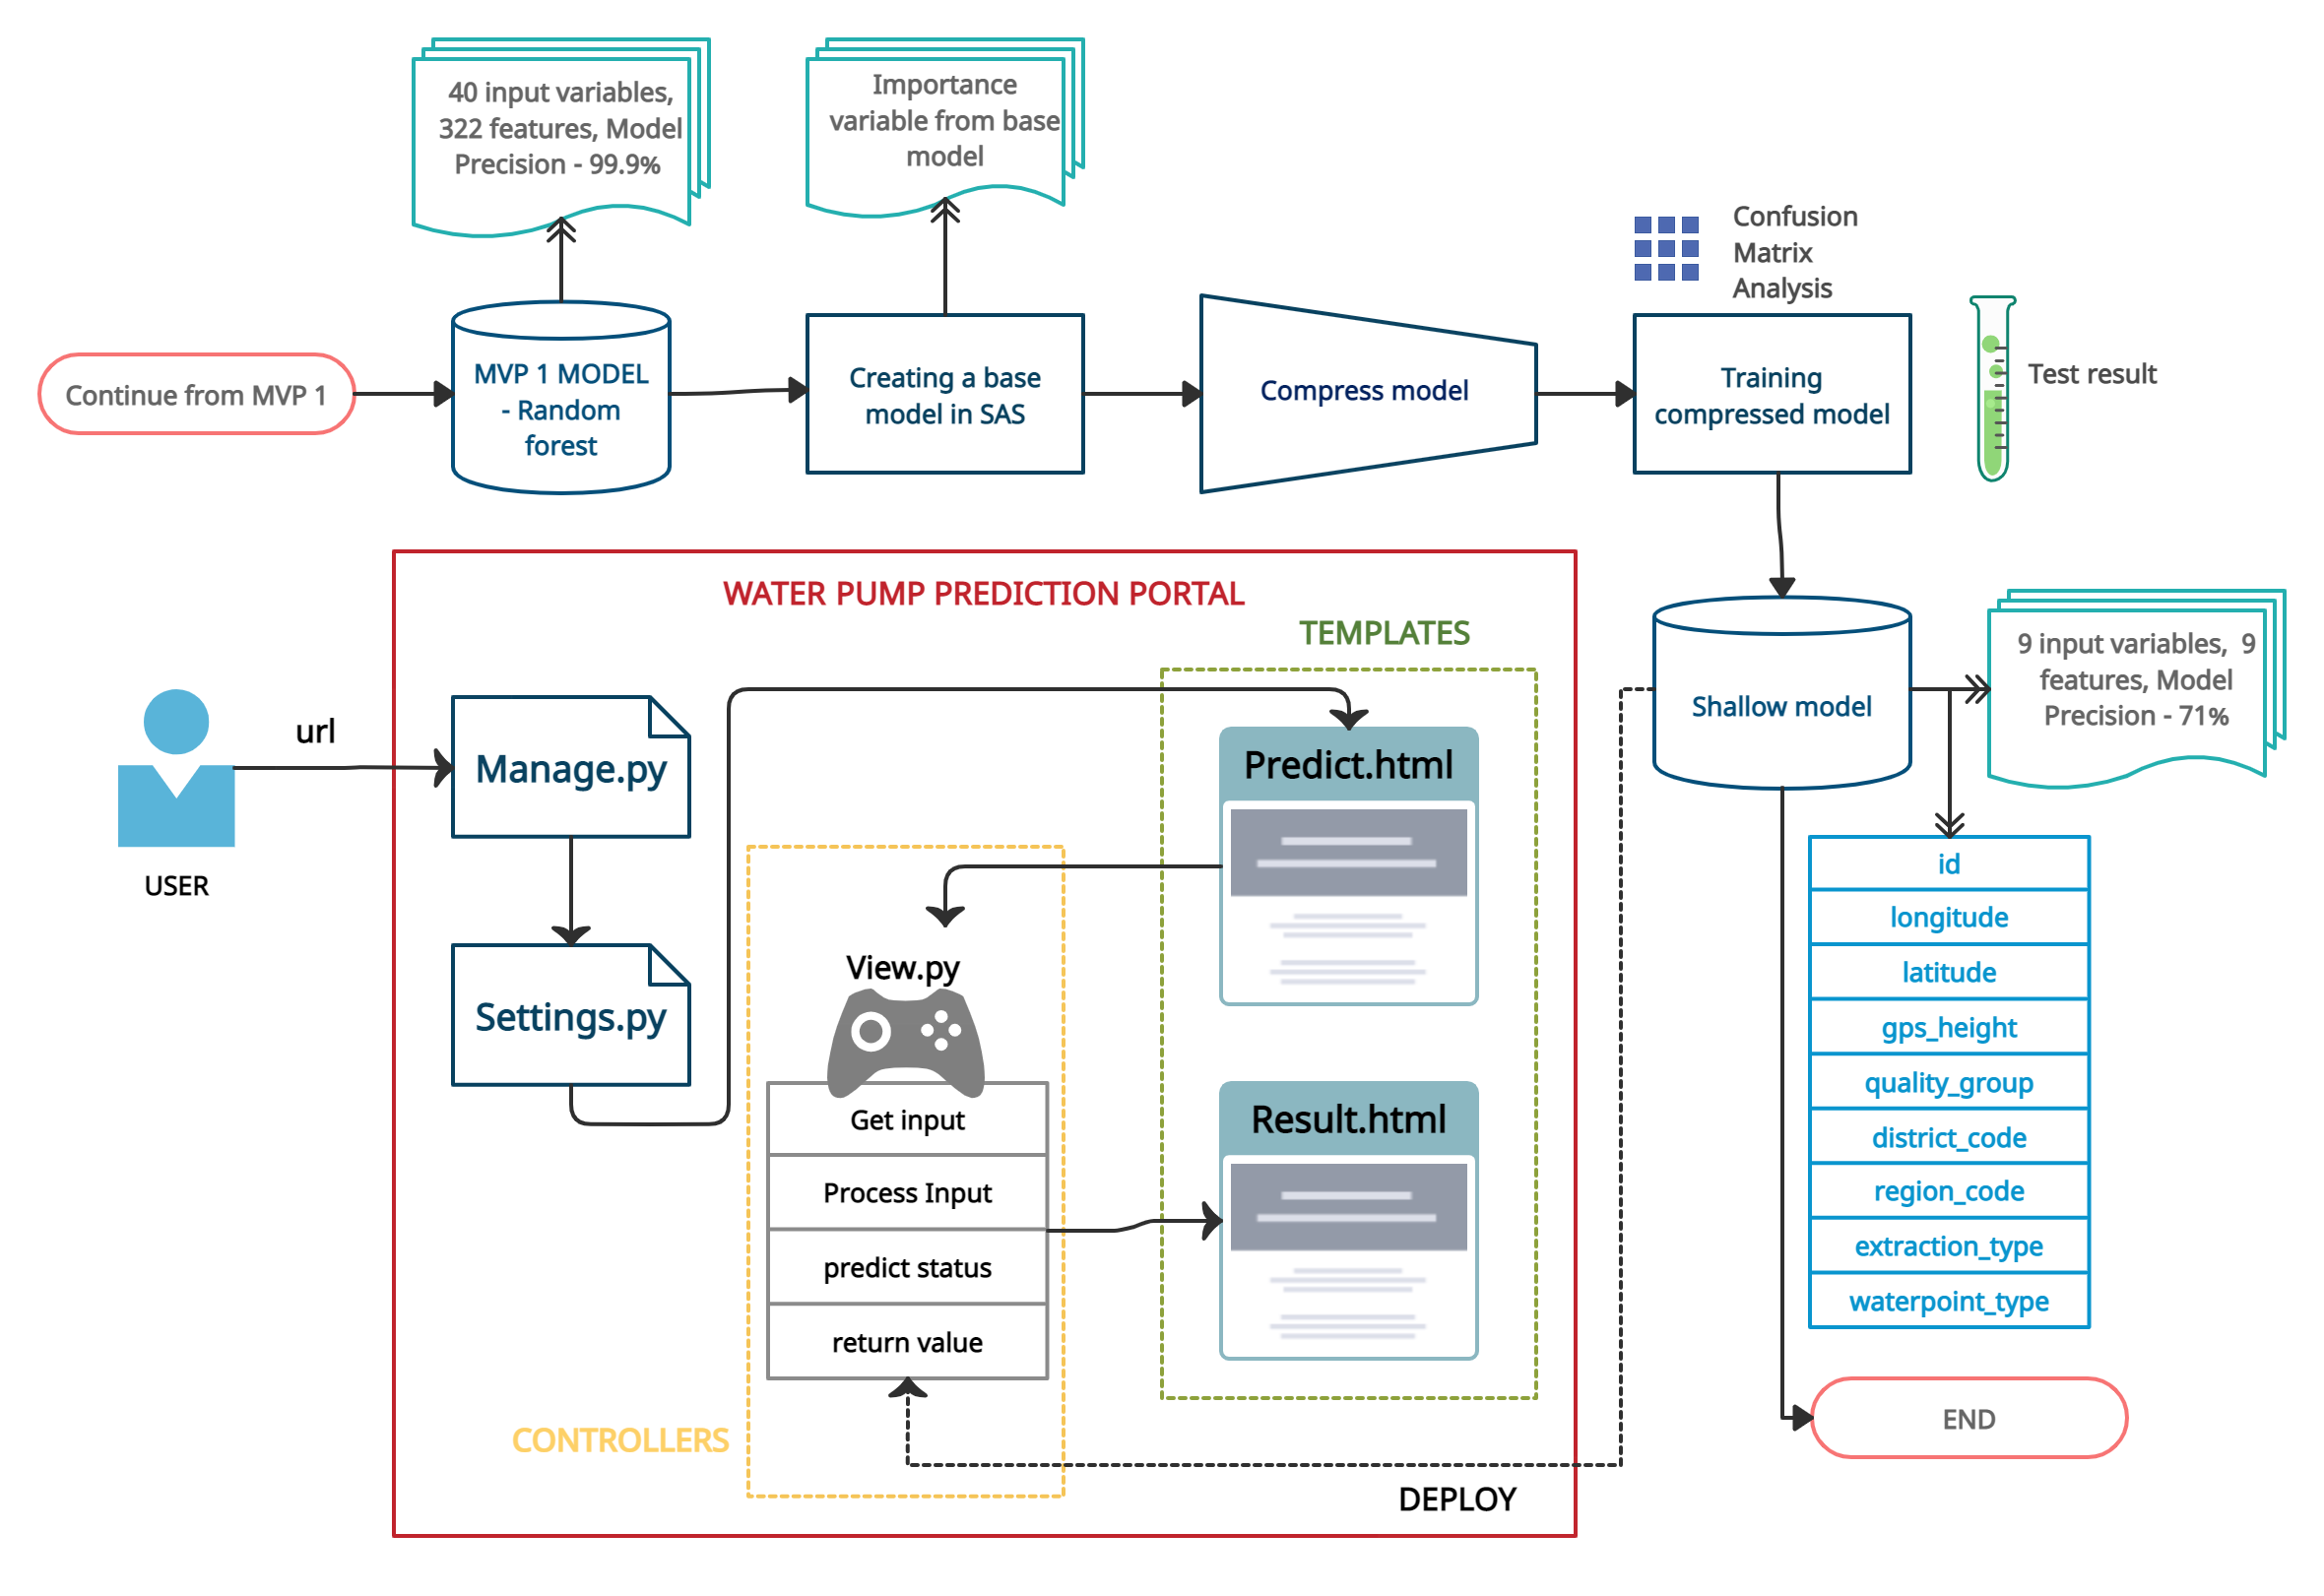 40 input variables,
322 features, Model
Precision - 99.9%
Importance
variable from base
model
Confusion
Matrix
Analysis
Continue from MVP 1
MVP 1 MODEL
- Random
forest
Creating a base
model in SAS
Compress model
Training
compressed model
Test result
WATER PUMP PREDICTION PORTAL
TEMPLATES
url
USER
Manage.py
Settings.py
Predict.html
View.py
Get input
Process Input
predict status
return value
Result.html
CONTROLLERS
DEPLOY
Shallow model
9 input variables,  9
features, Model
Precision - 71%
id
longitude
latitude
gps_height
quality_group
district_code
region_code
extraction_type
waterpoint_type
END